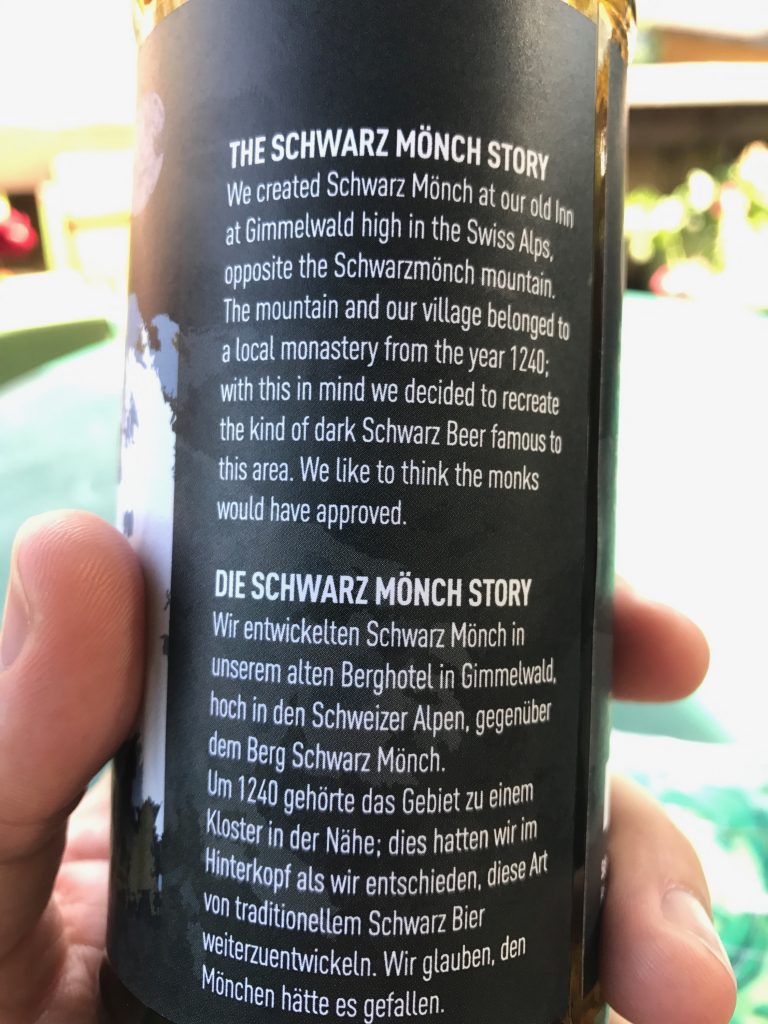 THE SCHWARZ MÖNCH STORY
We created Schwarz Mönch at our old Inn
at Gimmelwald high in the Swiss Alps,
opposite the Schwarzmönch mountain.
The mountain and our village belonged to
a local monastery from the year 1240;
with this in mind we decided to recreate
the kind of dark Schwarz Beer famous to
this area. We like to think the monks
would have approved.
DIE SCHWARZ MÖNCH STORY
Wir entwickelten Schwarz Mönch in
unserem alten Berghotel in Gimmelwald,
hoch in den Schweizer Alpen, gegenüber
dem Berg Schwarz Mönch.
Um 1240 gehörte das Gebiet zu einem
Kloster in der Nähe; dies hatten wir im
Hinterkopf als wir entschieden, diese Art
von traditionellem Schwarz Bier
weiterzuentwickeln. Wir glauben, den
Mönchen hätte es gefallen.